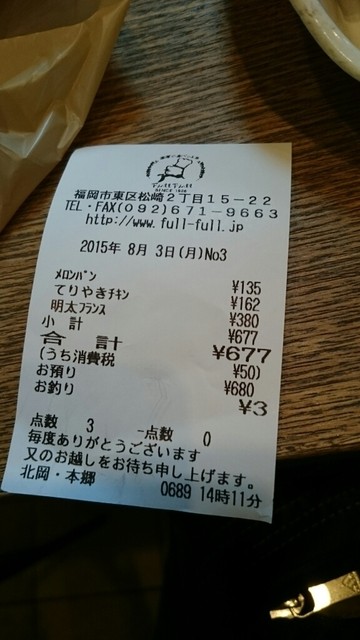 Full Full
SINCE 1986
福岡市東区松崎2丁目15-22
TEL・FAX(092)671-9663
http://www.full-full.jp
2015年 8月 3日(月)No3
ﾒﾛﾝﾊﾟﾝ ¥135
てりやきﾁｷﾝ ¥162
明太ﾌﾗﾝｽ ¥380
小 計 ¥677
合 計 ¥677
(うち消費税 ¥50)
お預り ¥680
お釣り ¥3
点数 3 -点数 0
毎度ありがとうございます
又のお越しをお待ち申し上げます。
北岡・本郷 0689 14時11分